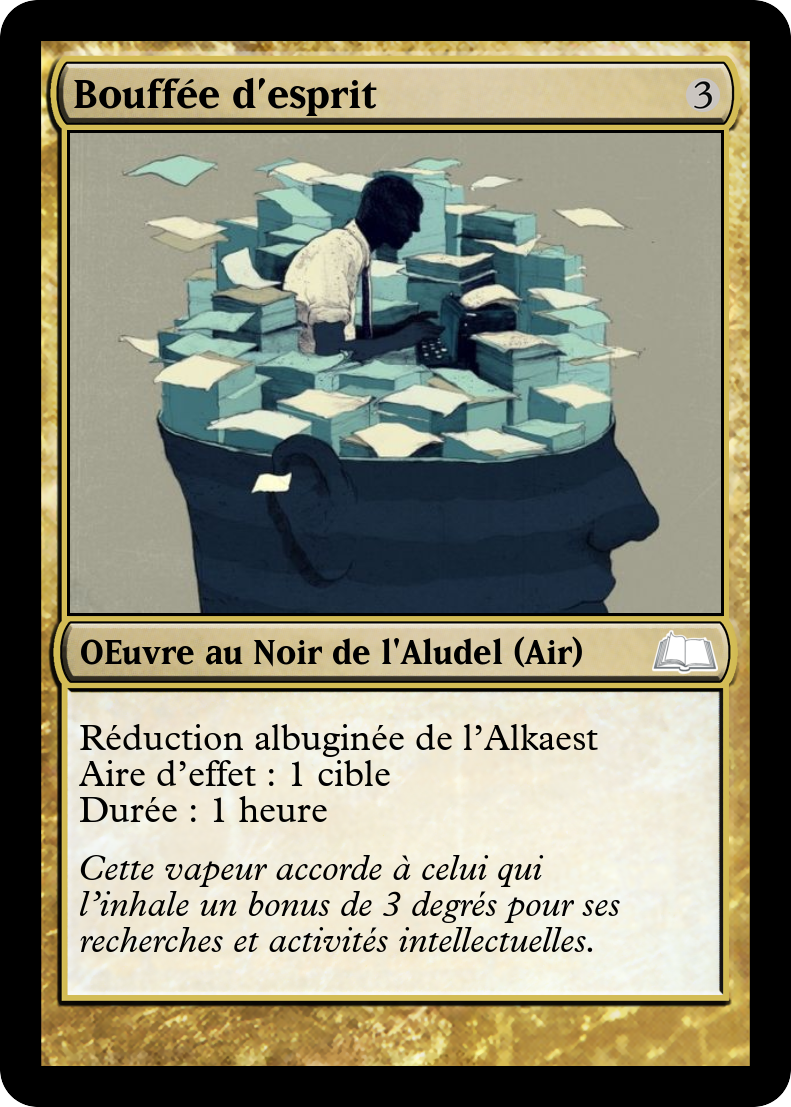 Bouffée d'esprit
3
OEuvre au Noir de l'Aludel (Air)
Réduction albuginée de l’Alkaest
Aire d’effet : 1 cible
Durée : 1 heure
Cette vapeur accorde à celui qui
l’inhale un bonus de 3 degrés pour ses
recherches et activités intellectuelles.